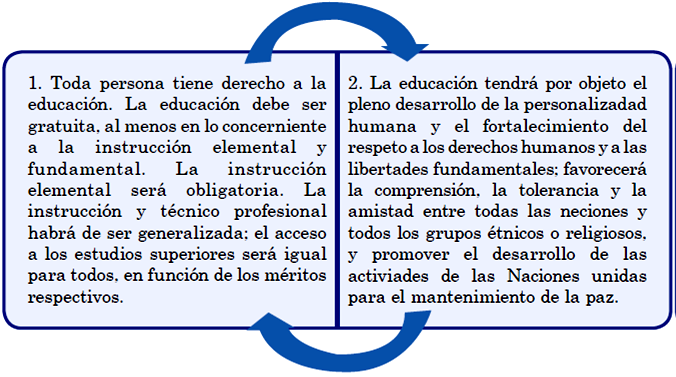 1. Toda persona tiene derecho a la
educación. La educación debe ser
gratuita, al menos en lo concerniente
a la instrucción elemental y
fundamental. La instrucción
elemental será obligatoria. La
instrucción y técnico profesional
habrá de ser generalizada; el acceso
a los estudios superiores será igual
para todos, en función de los méritos
respectivos.
2. La educación tendrá por objeto el
pleno desarrollo de la personalizadad
humana y el fortalecimiento del
respeto a los derechos humanos y a las
libertades fundamentales; favorecerá
la comprensión, la tolerancia y la
amistad entre todas las neciones y
todos los grupos étnicos o religiosos,
y promover el desarrollo de las
activiades de las Naciones unidas
para el mantenimiento de la paz.